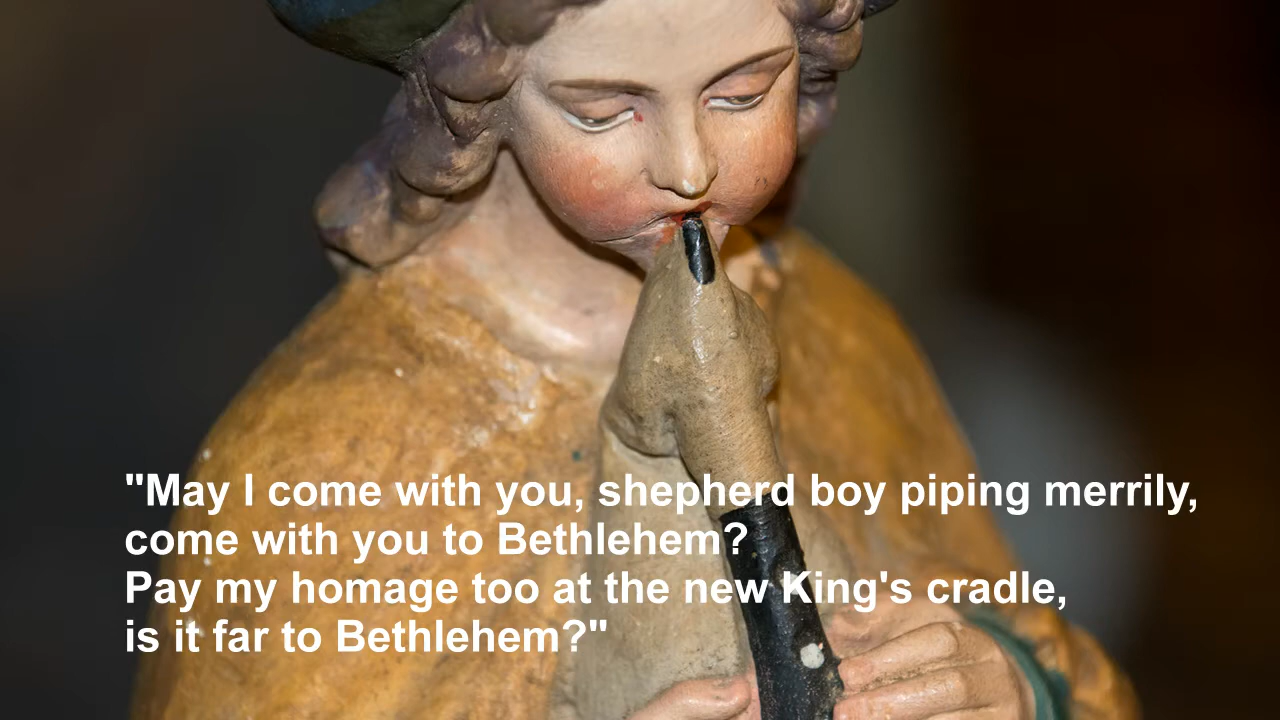 "May I come with you, shepherd boy piping merrily,
come with you to Bethlehem?
Pay my homage too at the new King's cradle,
is it far to Bethlehem?"